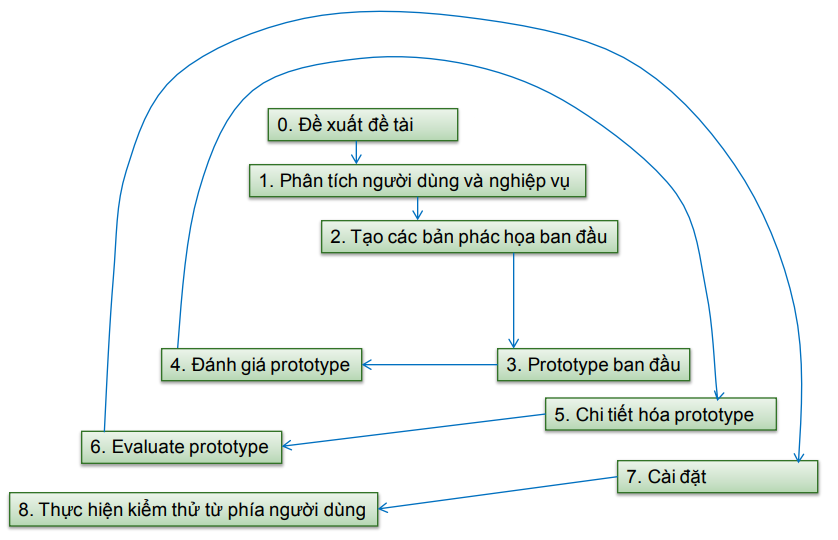 0. Đề xuất đề tài
1. Phân tích người dùng và nghiệp vụ
2. Tạo các bản phác họa ban đầu
4. Đánh giá prototype
3. Prototype ban đầu
5. Chi tiết hóa prototype
6. Evaluate prototype
7. Cài đặt
8. Thực hiện kiểm thử từ phía người dùng